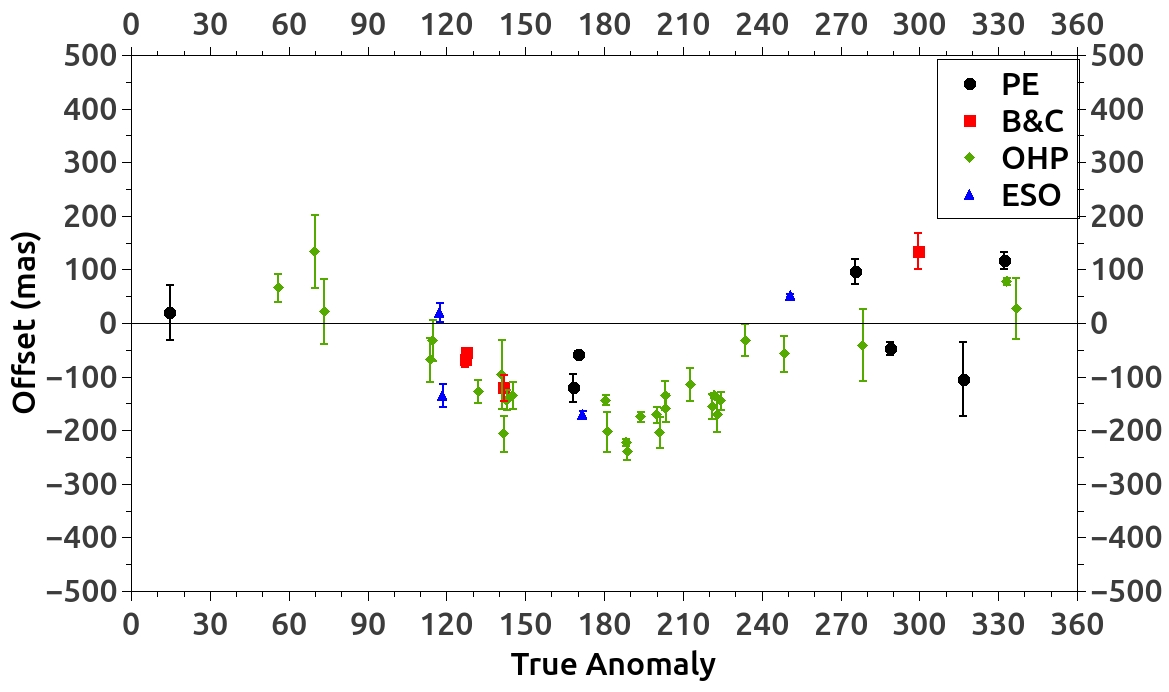 0 30 60 90 120 150 180 210 240 270 300 330 360
500 500
400 400
300 300
200 200
100 100
0 0
−100 −100
−200 −200
−300 −300
−400 −400
−500 −500
PE
B&C
OHP
ESO
Offset (mas)
0 30 60 90 120 150 180 210 240 270 300 330 360
True Anomaly